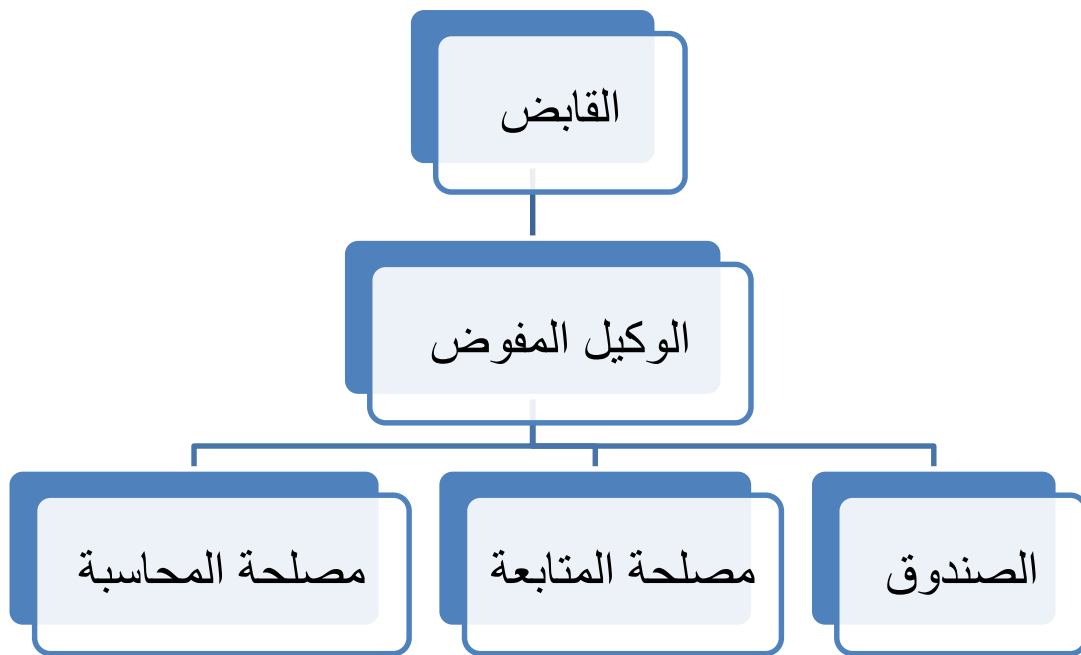 القابض
الوكيل المفوض
الصندوق
مصلحة المتابعة
مصلحة المحاسبة